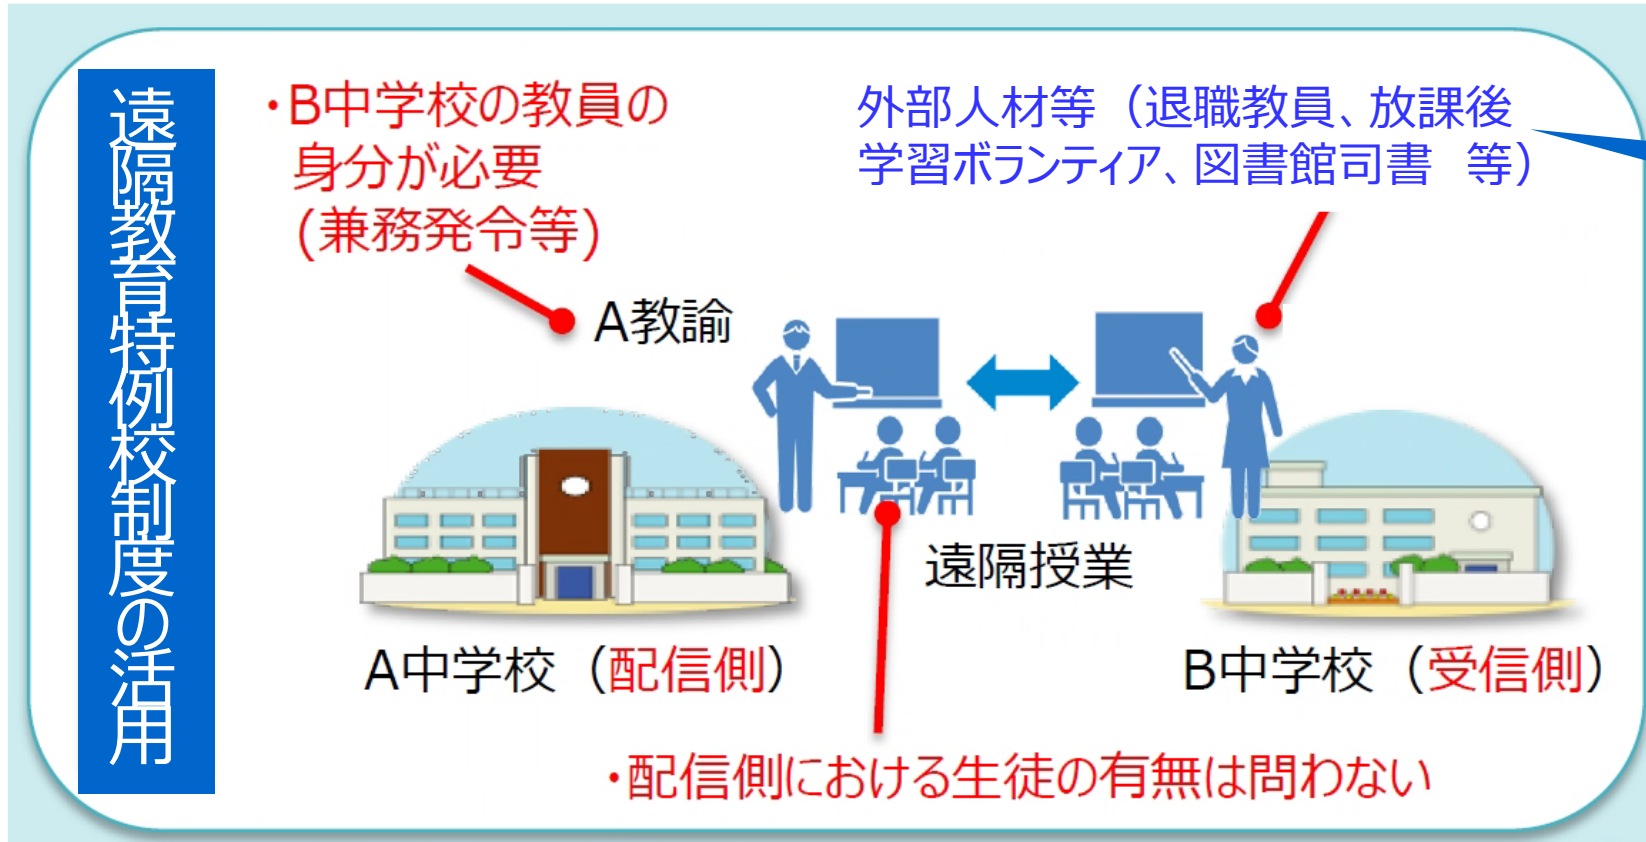 遠隔教育特例校制度の活用
・B中学校の教員の
身分が必要
(兼務発令等)
外部人材等（退職教員、放課後
学習ボランティア、図書館司書　等）
A教諭
遠隔授業
A中学校（配信側）
B中学校（受信側）
・配信側における生徒の有無は問わない